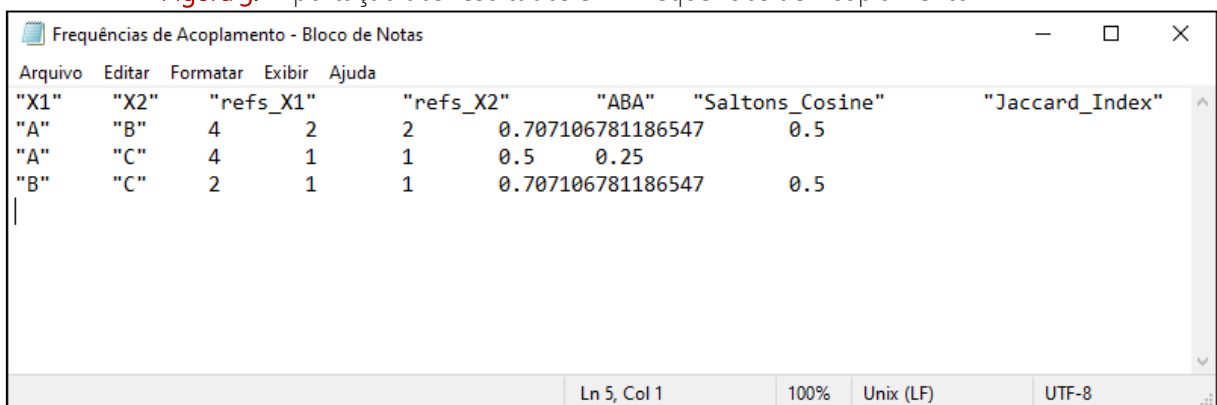 Frequências de Acoplamento - Bloco de Notas
Arquivo Editar Formatar Exibir Ajuda
"X1" "X2" "refs_X1" "refs_X2" "ABA" "Saltons_Cosine" "Jaccard_Index"
"A" "B" 4 2 2 0.707106781186547 0.5
"A" "C" 4 1 1 0.5 0.25
"B" "C" 2 1 1 0.707106781186547 0.5
Ln 5, Col 1 100% Unix (LF) UTF-8